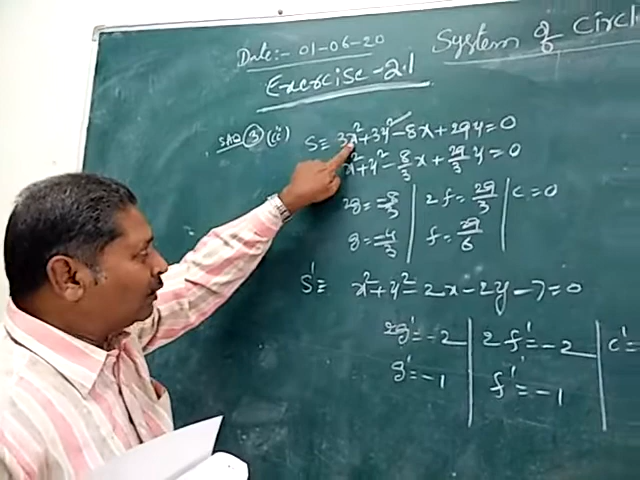 Date:- 01-06-20
System of Circl
Exercise-2.1
SAQ 3 (ii) S ≡ 3x²+3y²-8x+29y=0
x²+y²-8/3x+29/3y=0
2g=-8/3 | 2f=29/3 | c=0
g=-4/3 | f=29/6
S' ≡ x²+y²-2x-2y-7=0
2g'=-2 | 2f'=-2 | c'=
g'=-1 | f'=-1